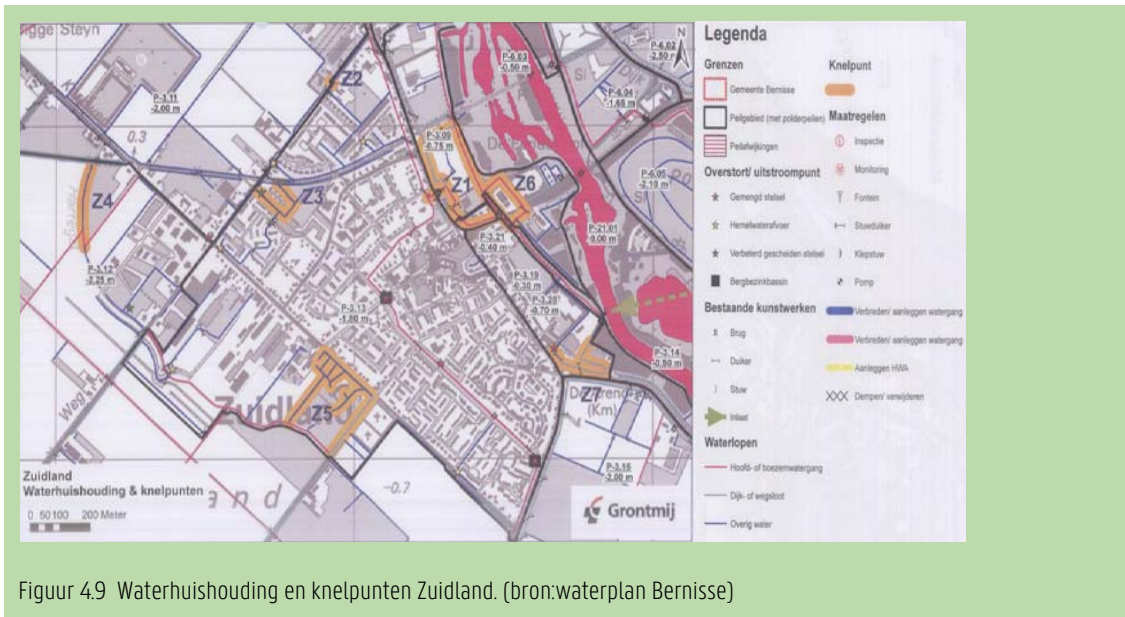 gge Steyn
P-6.03
-0.50 m
P-6.02
-2.50 m
N
Z2
P-3.11
-2.00 m
0.3
P-6.04
-1.65 m
P-3.09
-0.75 m
Z1
Z6
P-6.05
-2.10 m
Z3
Z4
P-21.01
0.00 m
P-3.21
-0.40 m
P-3.12
-2.25 m
P-3.19
-0.30 m
-0.70 m
P-3.13
-1.80 m
P-3.14
-0.50 m
Z7
(Km)
Zuidland
Z5
Weg
P-3.15
-2.00 m
-0.7
a n d
Zuidland
Waterhuishouding & knelpunten
0 50 100 200 Meter
Grontmij
Legenda
Grenzen
Gemeente Bernisse
Peilgebied (met polderpeilen)
Peilafwijkingen
Overstort/ uitstroompunt
Gemengd stelsel
Hemelwaterafvoer
Verbeterd gescheiden stelsel
Bergbezinkbassin
Bestaande kunstwerken
Brug
Duiker
Stuw
Inlaat
Waterlopen
Hoofd- of boezemwatergang
Dijk- of wegsloot
Overig water
Knelpunt
Maatregelen
Inspectie
Monitoring
Fontein
Stuwduiker
Klepstuw
Pomp
Verbreden/ aanleggen watergang
Verbreden/ aanleggen watergang
Aanleggen HWA
Dempen/ verwijderen
Figuur 4.9 Waterhuishouding en knelpunten Zuidland. (bron:waterplan Bernisse)